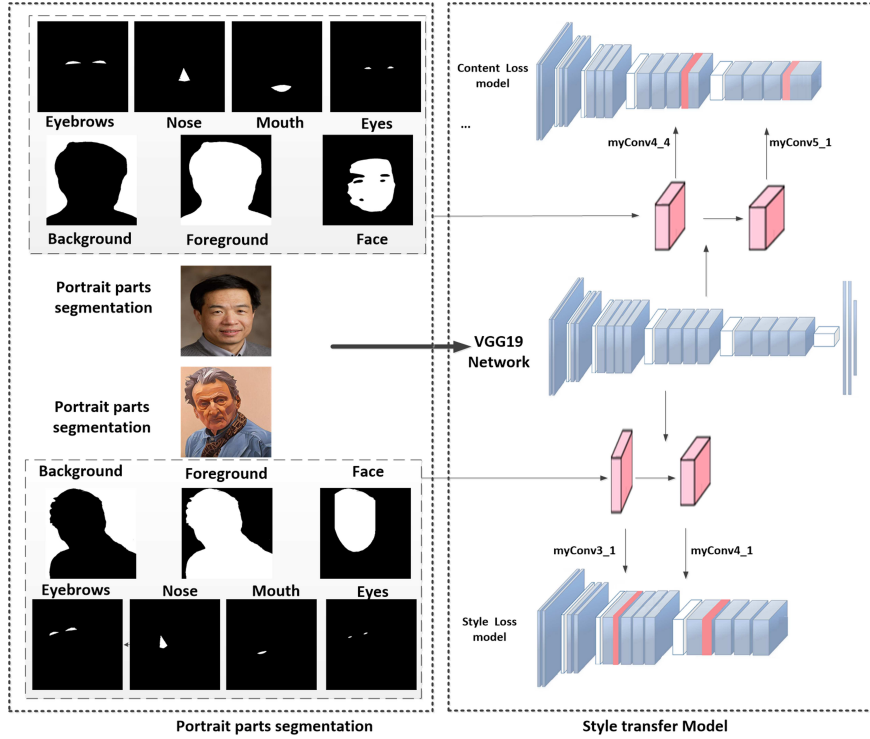 Eyebrows Nose Mouth Eyes
Background Foreground Face
Portrait parts
segmentation
Portrait parts
segmentation
Background Foreground Face
Eyebrows Nose Mouth Eyes
Portrait parts segmentation
Content Loss
model
...
myConv4_4 myConv5_1
VGG19
Network
myConv3_1 myConv4_1
Style Loss
model
Style transfer Model